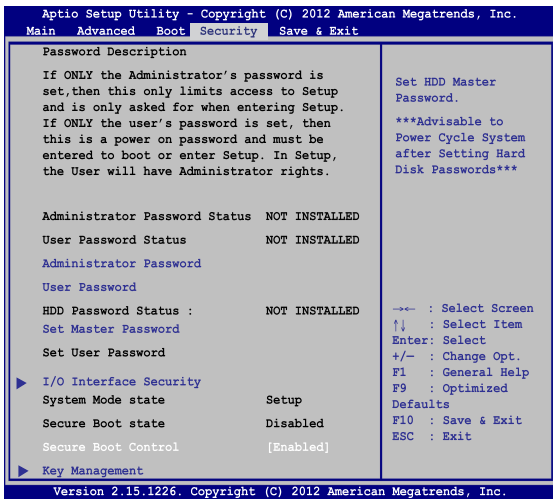 Aptio Setup Utility - Copyright (C) 2012 American Megatrends, Inc.
Main Advanced Boot Security Save & Exit
Password Description
If ONLY the Administrator's password is
set,then this only limits access to Setup
and is only asked for when entering Setup.
If ONLY the user's password is set, then
this is a power on password and must be
entered to boot or enter Setup. In Setup,
the User will have Administrator rights.
Administrator Password Status NOT INSTALLED
User Password Status NOT INSTALLED
Administrator Password
User Password
HDD Password Status : NOT INSTALLED
Set Master Password
Set User Password
I/O Interface Security
System Mode state Setup
Secure Boot state Disabled
Secure Boot Control [Enabled]
Key Management
Set HDD Master
Password.
***Advisable to
Power Cycle System
after Setting Hard
Disk Passwords***
→← : Select Screen
↑↓ : Select Item
Enter: Select
+/— : Change Opt.
F1 : General Help
F9 : Optimized
Defaults
F10 : Save & Exit
ESC : Exit
Version 2.15.1226. Copyright (C) 2012 American Megatrends, Inc.